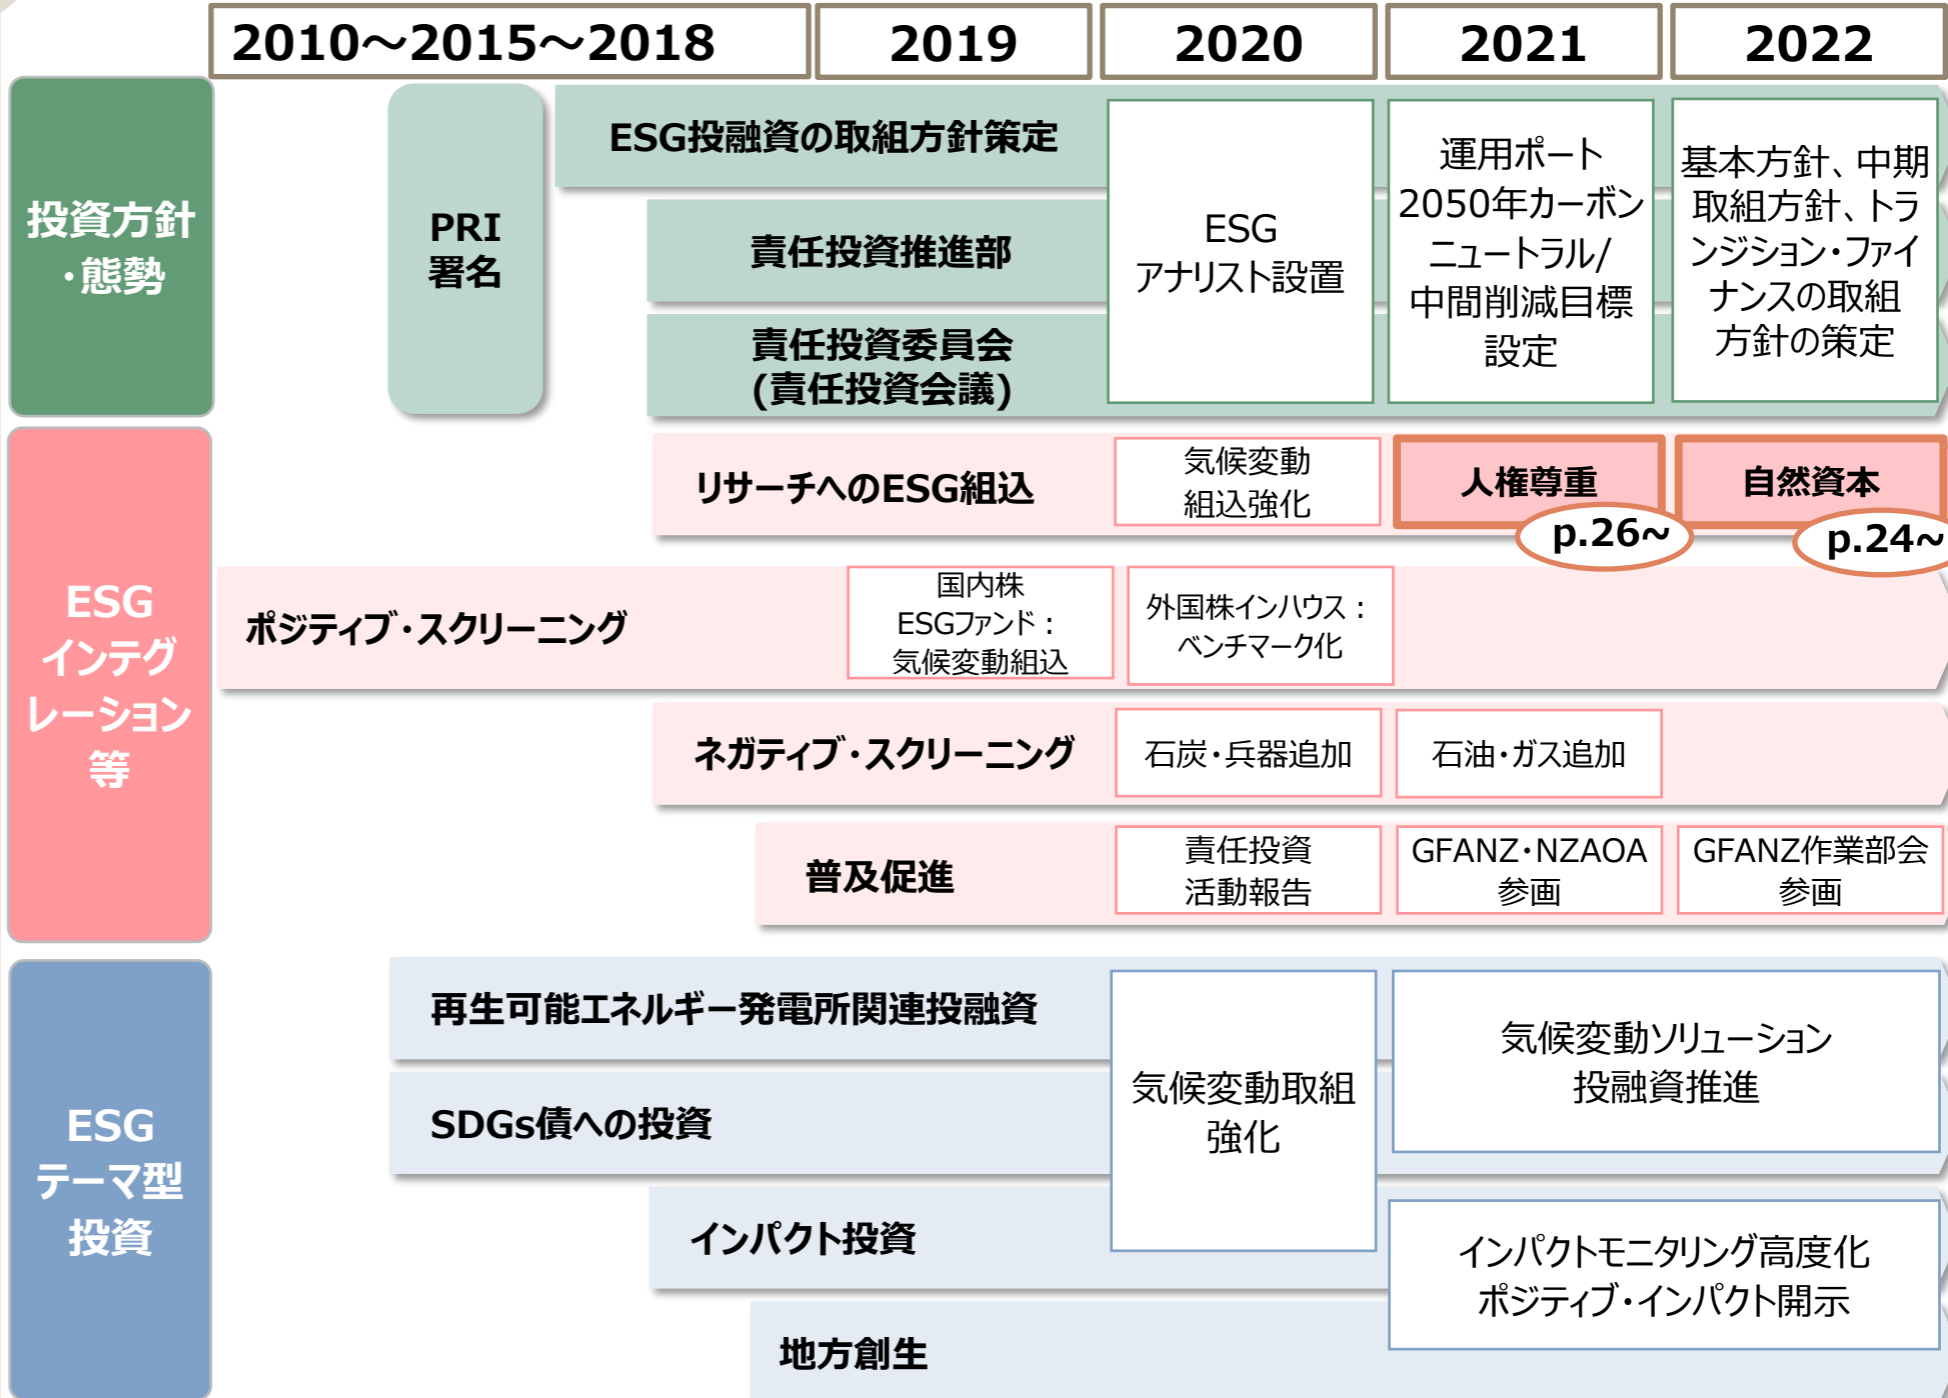 2010～2015～2018
2019
2020
2021
2022
投資方針
・態勢
PRI
署名
ESG投融資の取組方針策定
責任投資推進部
責任投資委員会
(責任投資会議)
ESG
アナリスト設置
運用ポート
2050年カーボン
ニュートラル/
中間削減目標
設定
基本方針、中期
取組方針、トラ
ンジション・ファイ
ナンスの取組
方針の策定
ESG
インテグ
レーション
等
リサーチへのESG組込
気候変動
組込強化
人権尊重
p.26~
自然資本
p.24~
ポジティブ・スクリーニング
国内株
ESGファンド：
気候変動組込
外国株インハウス：
ベンチマーク化
ネガティブ・スクリーニング
石炭・兵器追加
石油・ガス追加
普及促進
責任投資
活動報告
GFANZ・NZAOA
参画
GFANZ作業部会
参画
ESG
テーマ型
投資
再生可能エネルギー発電所関連投融資
SDGs債への投資
インパクト投資
地方創生
気候変動取組
強化
気候変動ソリューション
投融資推進
インパクトモニタリング高度化
ポジティブ・インパクト開示